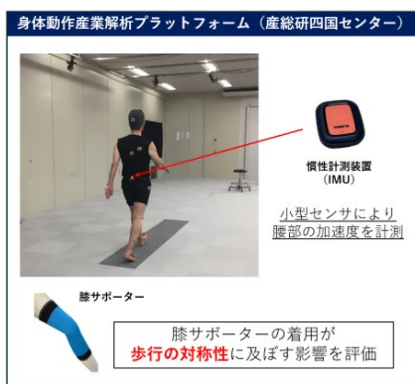 身体動作産業解析プラットフォーム（産総研四国センター）
慣性計測装置
（IMU）
小型センサにより
腰部の加速度を計測
膝サポーター
膝サポーターの着用が
歩行の対称性に及ぼす影響を評価